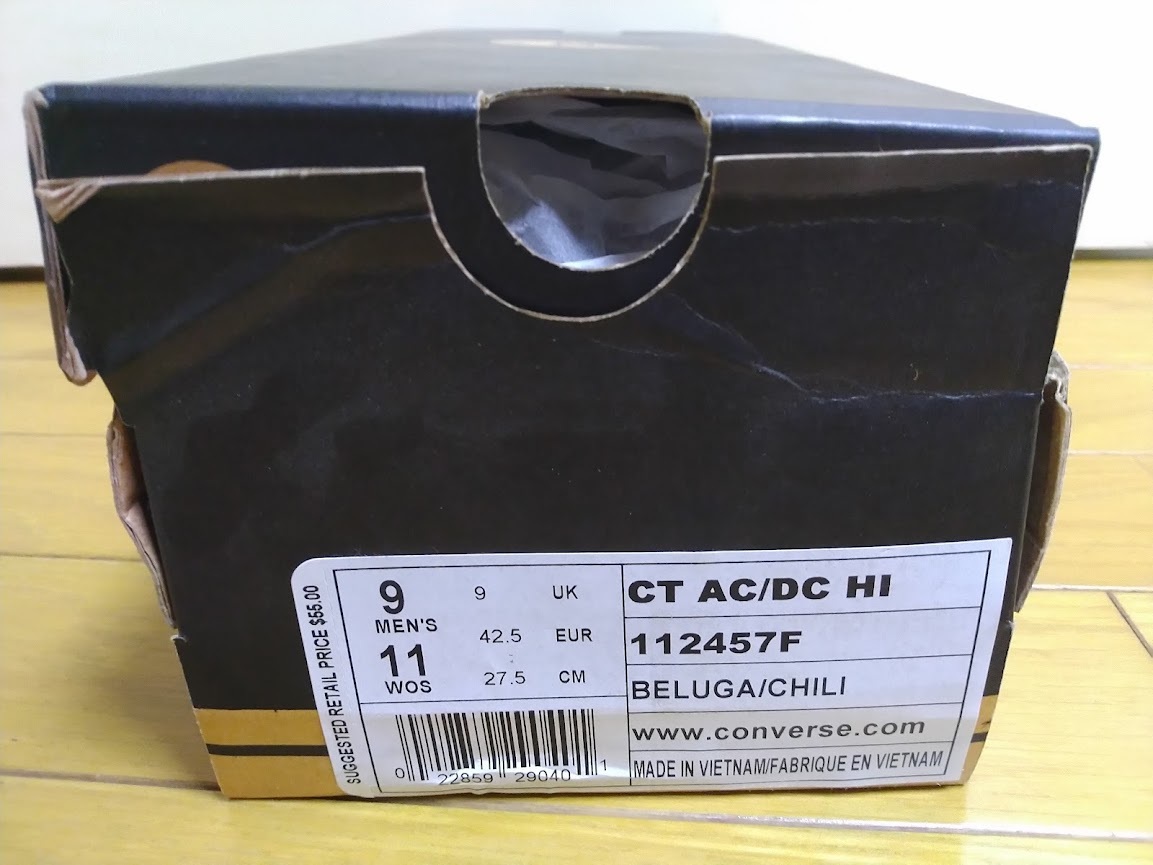 SUGGESTED RETAIL PRICE $55.00
9 9 UK
MEN'S
42.5 EUR
11
WOS
27.5 CM
0 22859 29040 1
CT AC/DC HI
112457F
BELUGA/CHILI
www.converse.com
MADE IN VIETNAM/FABRIQUE EN VIETNAM